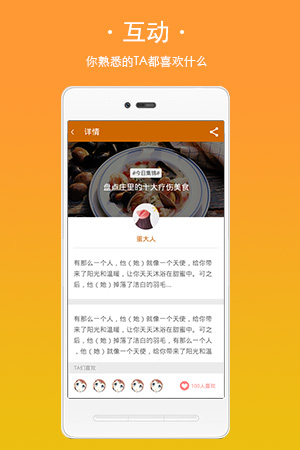 ·互动·
你熟悉的TA都喜欢什么
详情
#今日集锦#
盘点庄里的十大疗伤美食
蛋大人
有那么一个人，他（她）就像一个天使，给你带
来了阳光和温暖，让你天天沐浴在甜蜜中。可之
后，他（她）掉落了洁白的羽毛...
有那么一个人，他（她）就像一个天使，给你带
来了阳光和温暖，让你天天沐浴在甜蜜中。可之
后，他（她）掉落了洁白的羽毛，有那么一个
人，他（她）就像一个天使，给你带来了阳光和温
TA们喜欢
100人喜欢